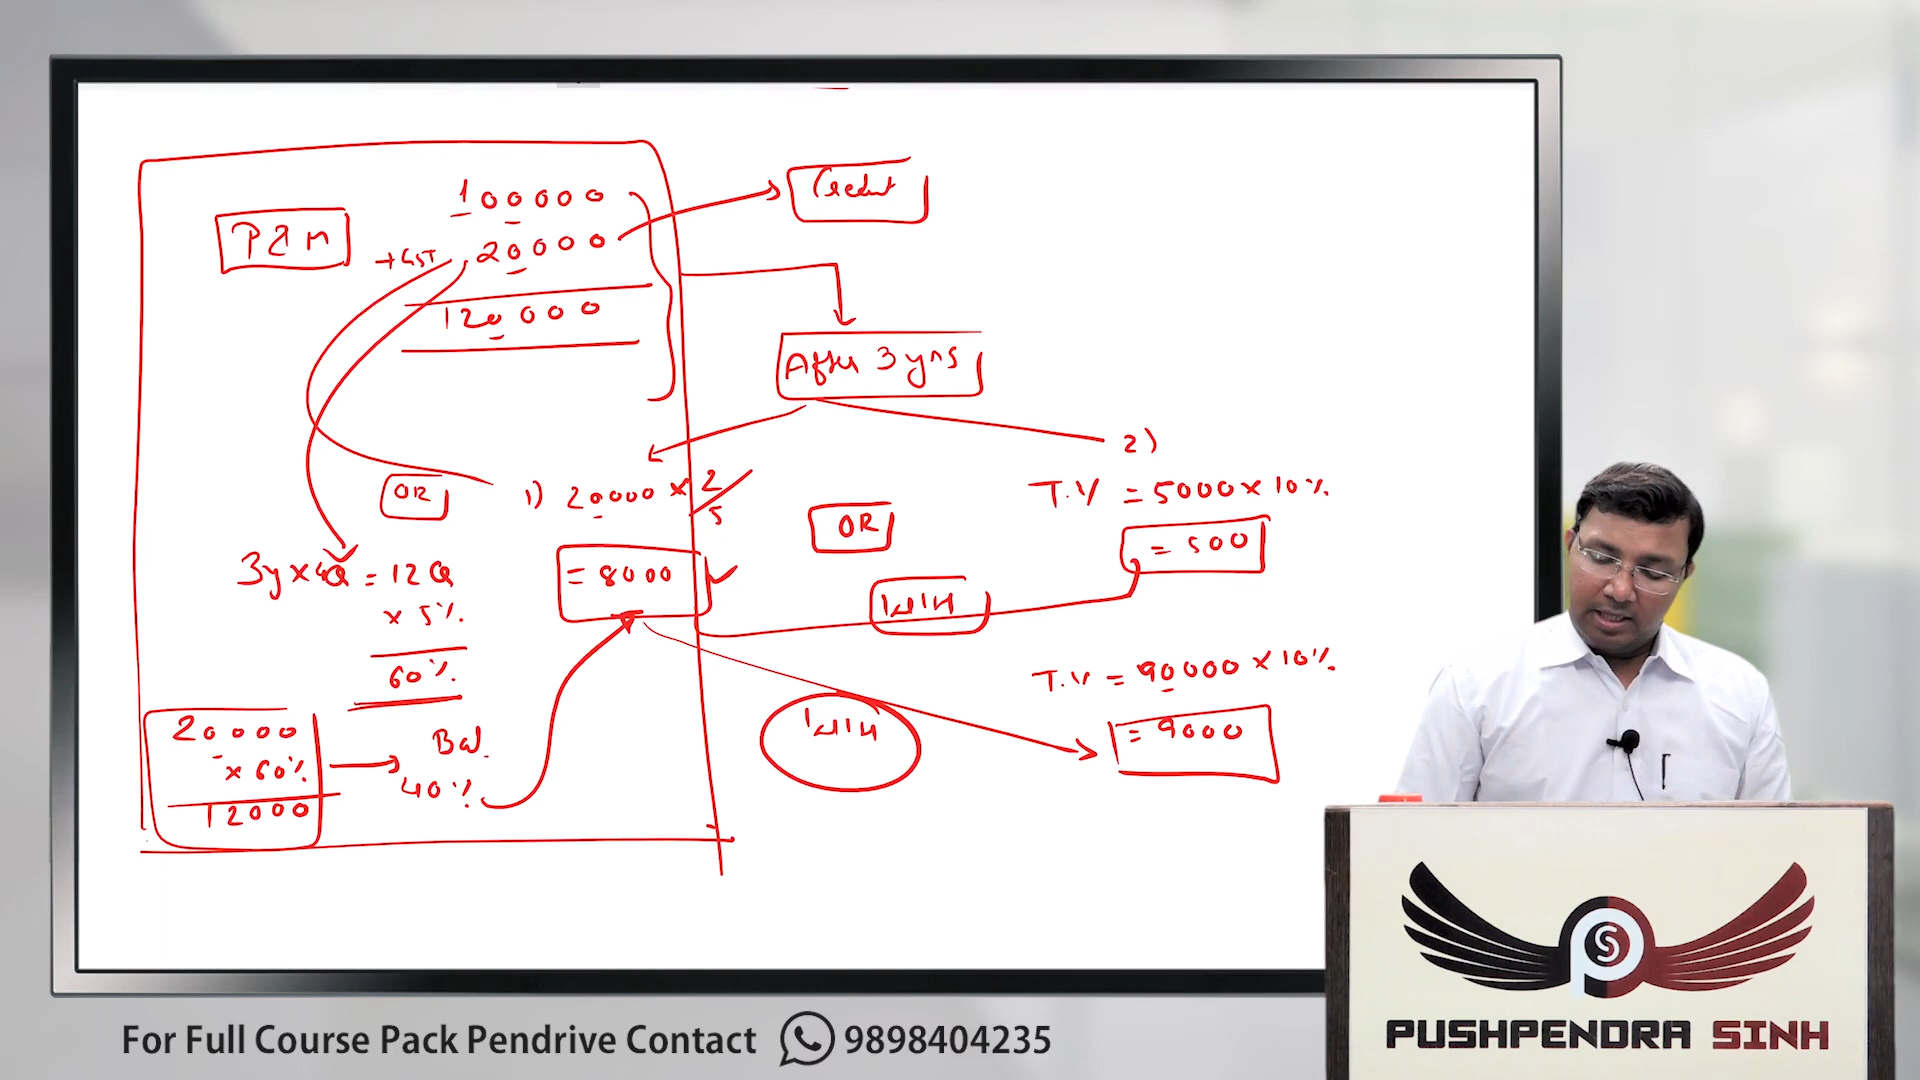 100000
P&M
+GST 20000
120000
Credit
After 3 yrs
OR
1) 20000 × 2/5
= 8000
3y×4Q = 12Q
× 5%
60%
20000
× 60%
12000
Bal.
40%
OR
2)
T.V = 5000 × 10%
= 500
T.V = 90000 × 10%
= 9000
PS
PUSHPENDRA SINH
For Full Course Pack Pendrive Contact 9898404235